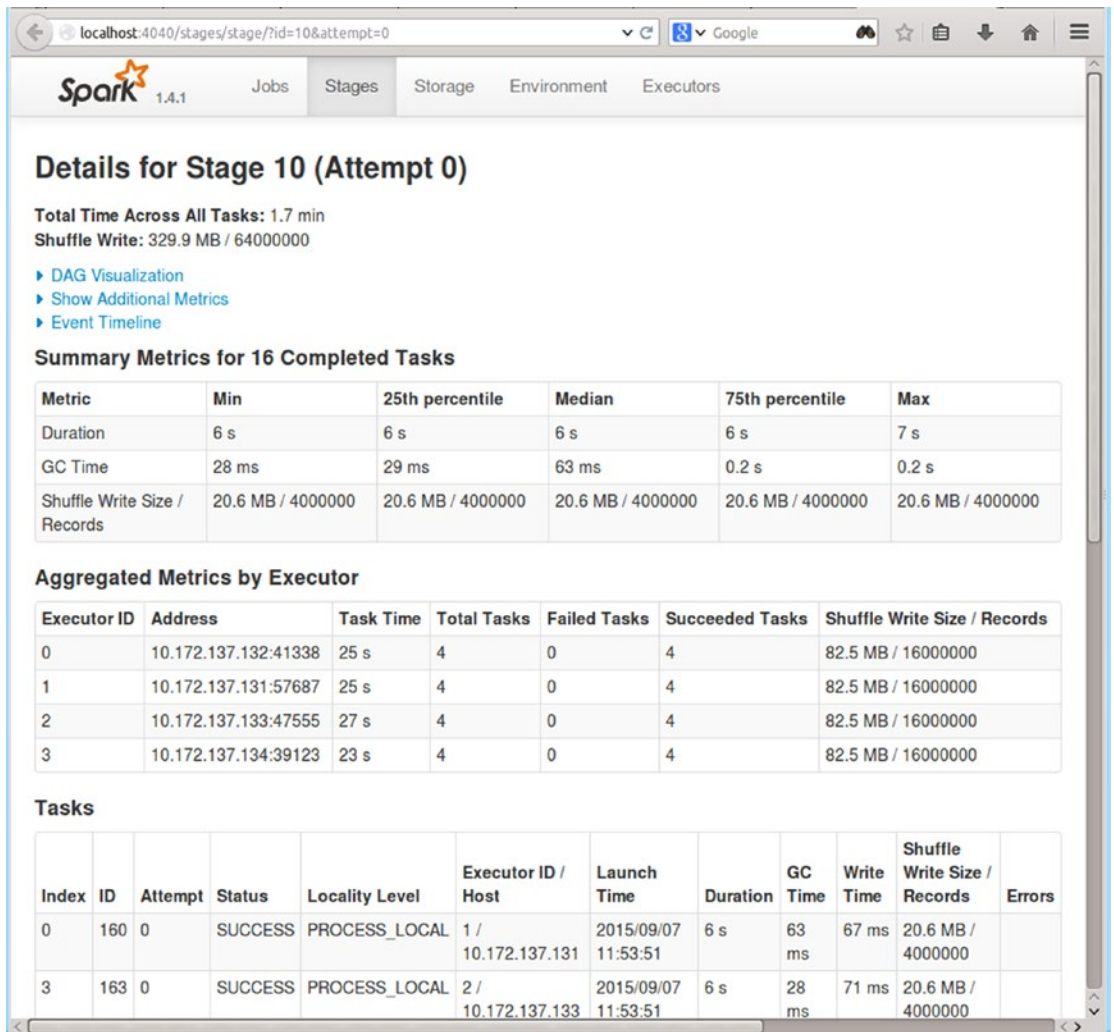 localhost:4040/stages/stage/?id=10&attempt=0
8 Google
Spark 1.4.1 Jobs Stages Storage Environment Executors
Details for Stage 10 (Attempt 0)
Total Time Across All Tasks: 1.7 min
Shuffle Write: 329.9 MB / 64000000
DAG Visualization
Show Additional Metrics
Event Timeline
Summary Metrics for 16 Completed Tasks
Metric Min 25th percentile Median 75th percentile Max
Duration 6 s 6 s 6 s 6 s 7 s
GC Time 28 ms 29 ms 63 ms 0.2 s 0.2 s
Shuffle Write Size / 20.6 MB / 4000000 20.6 MB / 4000000 20.6 MB / 4000000 20.6 MB / 4000000 20.6 MB / 4000000
Records
Aggregated Metrics by Executor
Executor ID Address Task Time Total Tasks Failed Tasks Succeeded Tasks Shuffle Write Size / Records
0 10.172.137.132:41338 25 s 4 0 4 82.5 MB / 16000000
1 10.172.137.131:57687 25 s 4 0 4 82.5 MB / 16000000
2 10.172.137.133:47555 27 s 4 0 4 82.5 MB / 16000000
3 10.172.137.134:39123 23 s 4 0 4 82.5 MB / 16000000
Tasks
Shuffle
Executor ID / Launch GC Write Write Size /
Index ID Attempt Status Locality Level Host Time Duration Time Time Records Errors
0 160 0 SUCCESS PROCESS_LOCAL 1 / 2015/09/07 6 s 63 67 ms 20.6 MB /
10.172.137.131 11:53:51 ms 4000000
3 163 0 SUCCESS PROCESS_LOCAL 2 / 2015/09/07 6 s 28 71 ms 20.6 MB /
10.172.137.133 11:53:51 ms 4000000